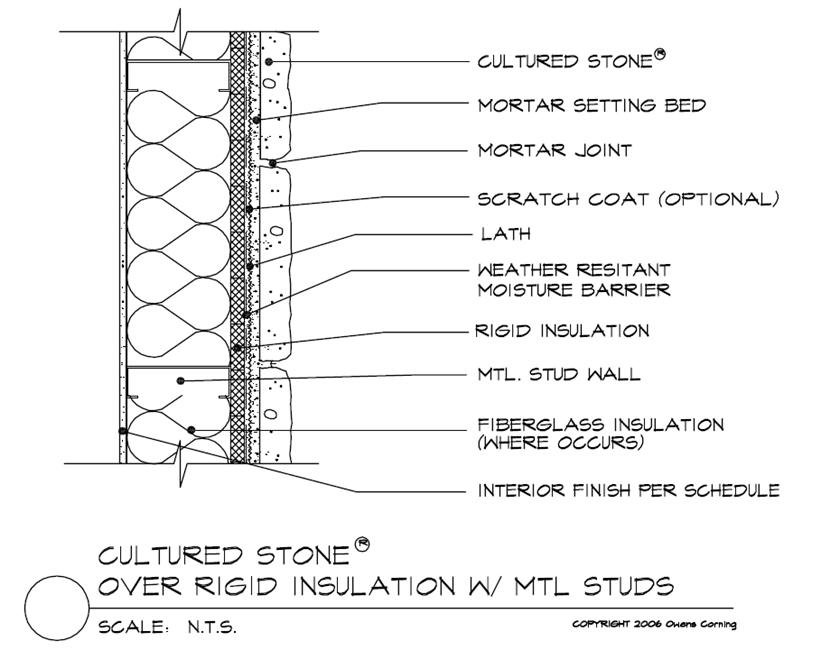 CULTURED STONE®
MORTAR SETTING BED
MORTAR JOINT
SCRATCH COAT (OPTIONAL)
LATH
WEATHER RESITANT
MOISTURE BARRIER
RIGID INSULATION
MTL. STUD WALL
FIBERGLASS INSULATION
(WHERE OCCURS)
INTERIOR FINISH PER SCHEDULE
CULTURED STONE®
OVER RIGID INSULATION W/ MTL STUDS
SCALE: N.T.S.
COPYRIGHT 2006 Owens Corning